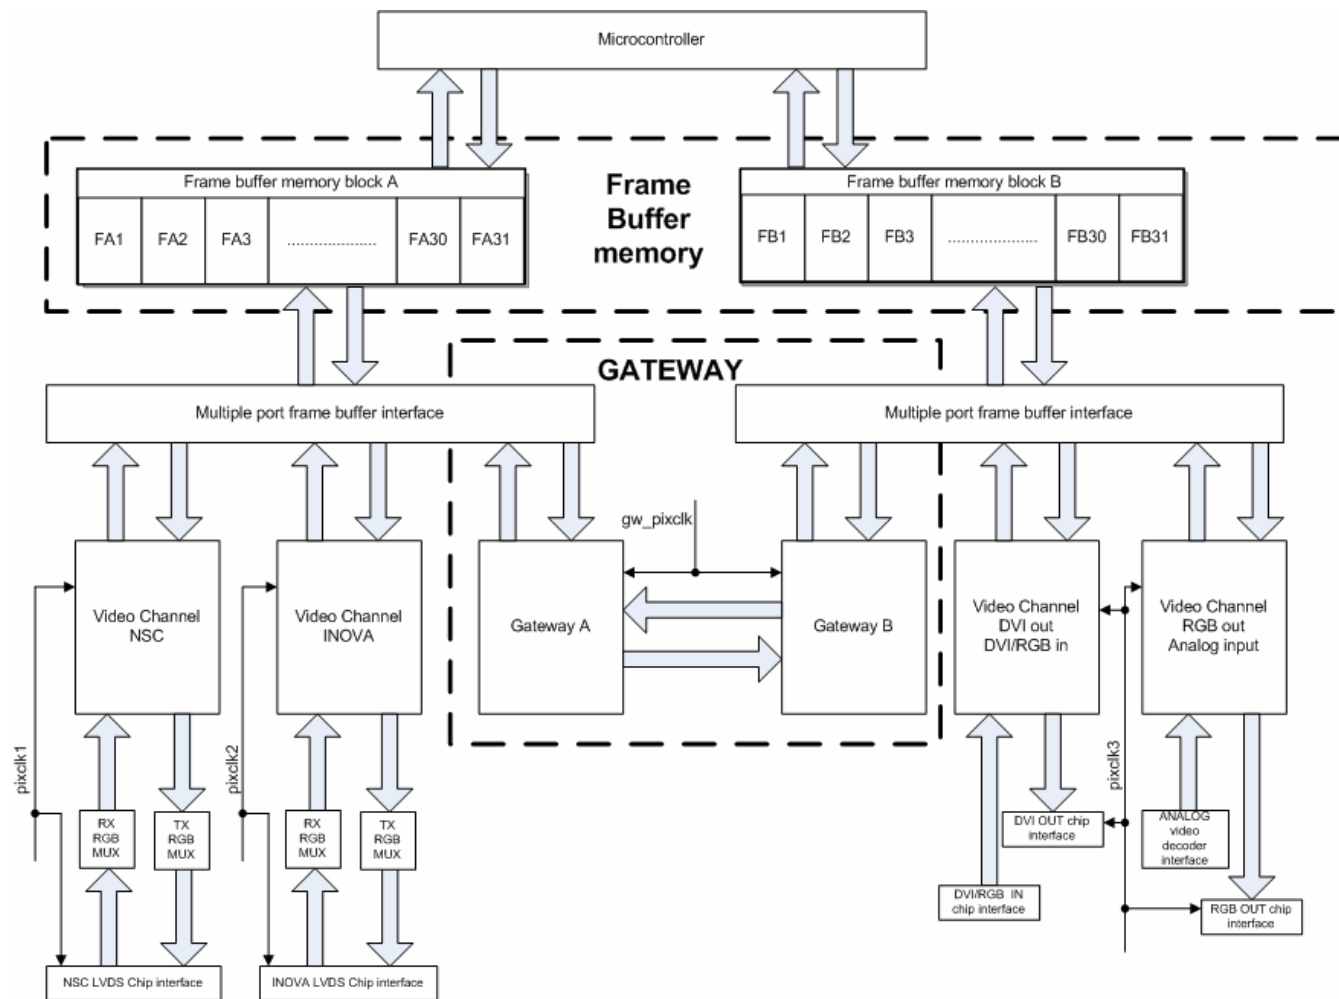 Microcontroller
Frame buffer memory block A
FA1
FA2
FA3
....................
FA30
FA31
Frame
Buffer
memory
Frame buffer memory block B
FB1
FB2
FB3
....................
FB30
FB31
GATEWAY
Multiple port frame buffer interface
Multiple port frame buffer interface
gw_pixclk
Video Channel
NSC
Video Channel
INOVA
Gateway A
Gateway B
Video Channel
DVI out
DVI/RGB in
Video Channel
RGB out
Analog input
pixclk1
pixclk2
pixclk3
RX
RGB
MUX
TX
RGB
MUX
RX
RGB
MUX
TX
RGB
MUX
DVI OUT chip
interface
ANALOG
video
decoder
interface
DVI/RGB IN
chip interface
RGB OUT chip
interface
NSC LVDS Chip interface
INOVA LVDS Chip interface